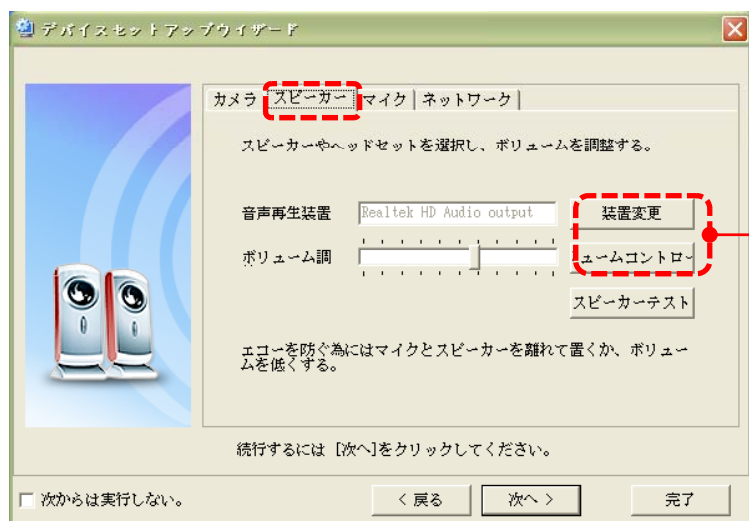 デバイスセットアップウィザード
カメラ スピーカー マイク ネットワーク
スピーカーやヘッドセットを選択し、ボリュームを調整する。
音声再生装置 Realtek HD Audio output 装置変更
ボリューム調 ュームコントロー
スピーカーテスト
エコーを防ぐ為にはマイクとスピーカーを離れて置くか、ボリュー
ムを低くする。
続行するには [次へ]をクリックしてください。
次からは実行しない。 < 戻る 次へ > 完了